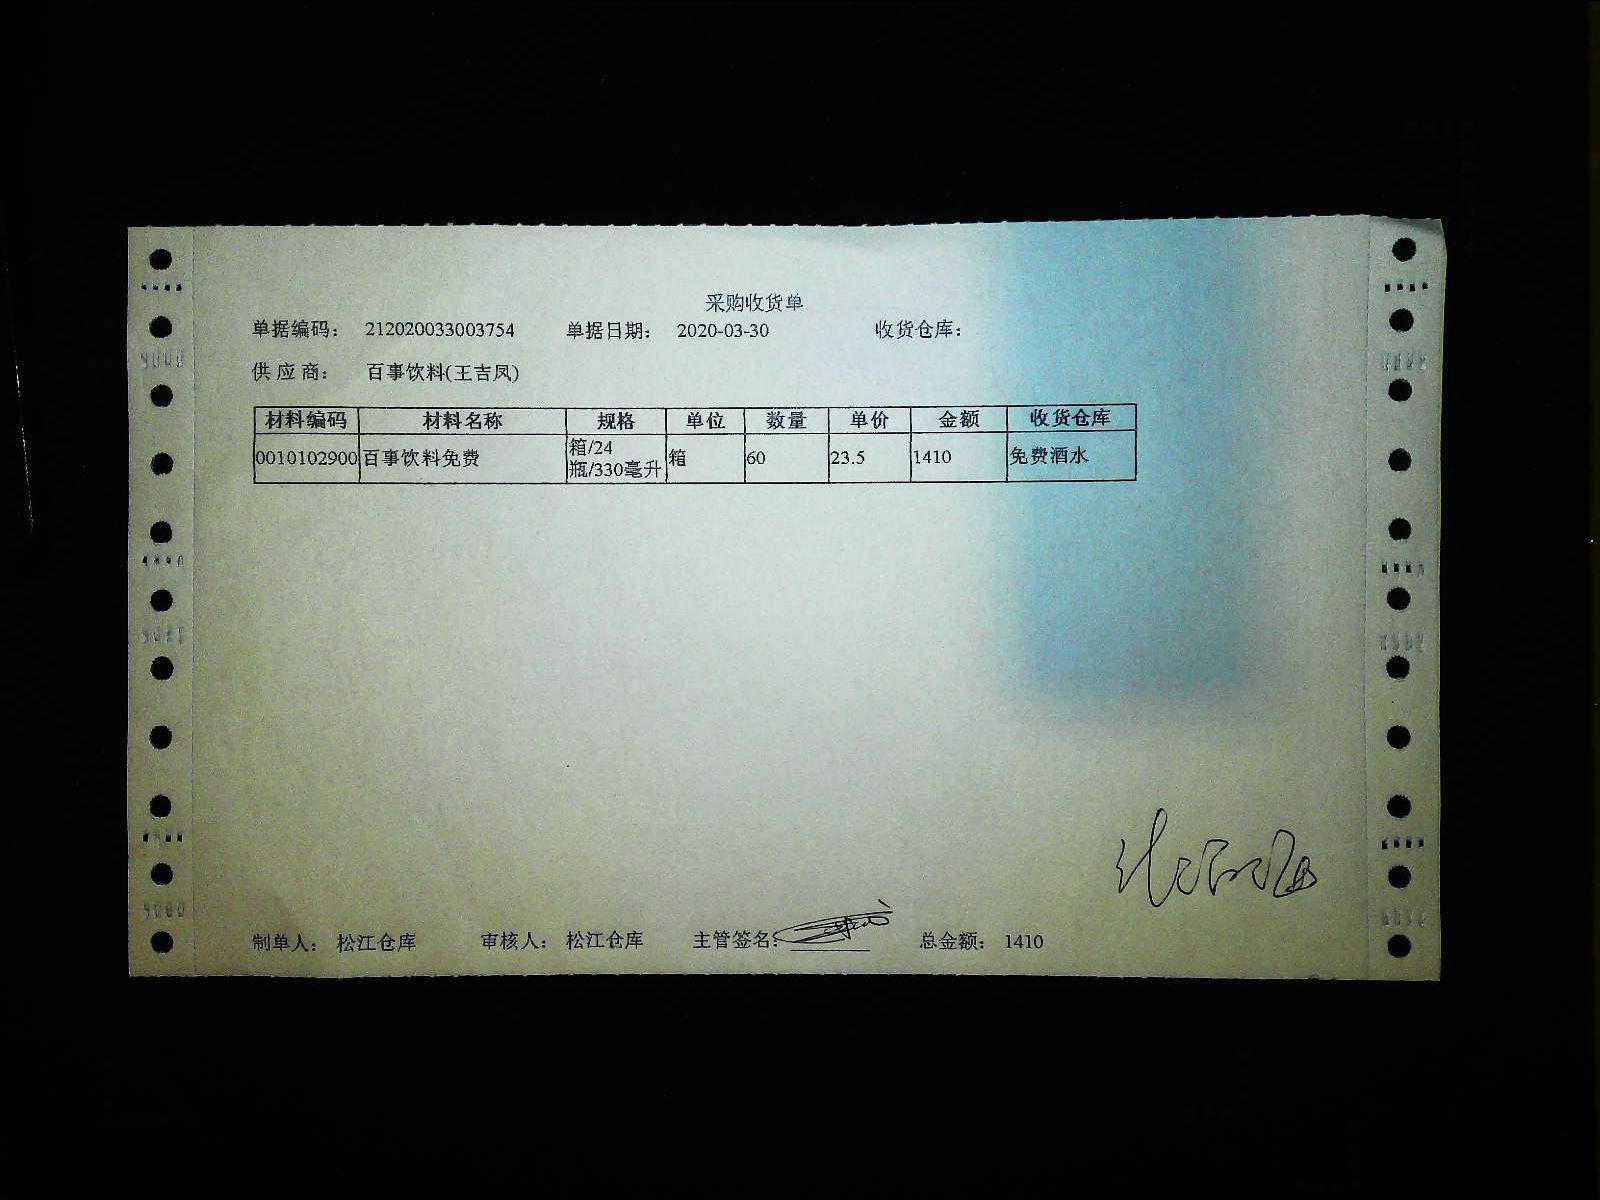 采购收货单
单据编码： 212020033003754 单据日期： 2020-03-30 收货仓库：
供 应 商： 百事饮料(王吉凤)
材料编码 材料名称 规格 单位 数量 单价 金额 收货仓库
0010102900 百事饮料免费 箱/24瓶/330毫升 箱 60 23.5 1410 免费酒水
制单人： 松江仓库 审核人： 松江仓库 主管签名： 总金额： 1410